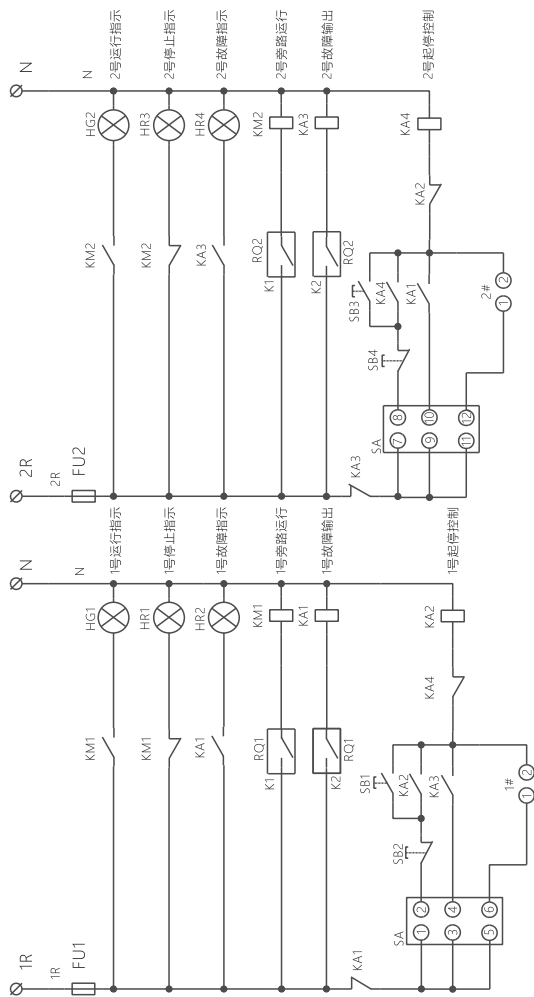 1R
N
1R
N
FU1
KM1
HG1
1号运行指示
KM1
HR1
1号停止指示
KA1
HR2
1号故障指示
K1
RQ1
KM1
1号旁路运行
K2
RQ1
KA1
1号故障输出
KA1
SA
1
2
3
4
5
6
SB2
SB1
KA2
KA3
KA4
KA2
1号起停控制
1#
1
2
2R
N
2R
N
FU2
KM2
HG2
2号运行指示
KM2
HR3
2号停止指示
KA3
HR4
2号故障指示
K1
RQ2
KM2
2号旁路运行
K2
RQ2
KA3
2号故障输出
KA3
SA
7
8
9
10
11
12
SB4
SB3
KA4
KA1
KA2
KA4
2号起停控制
2#
1
2